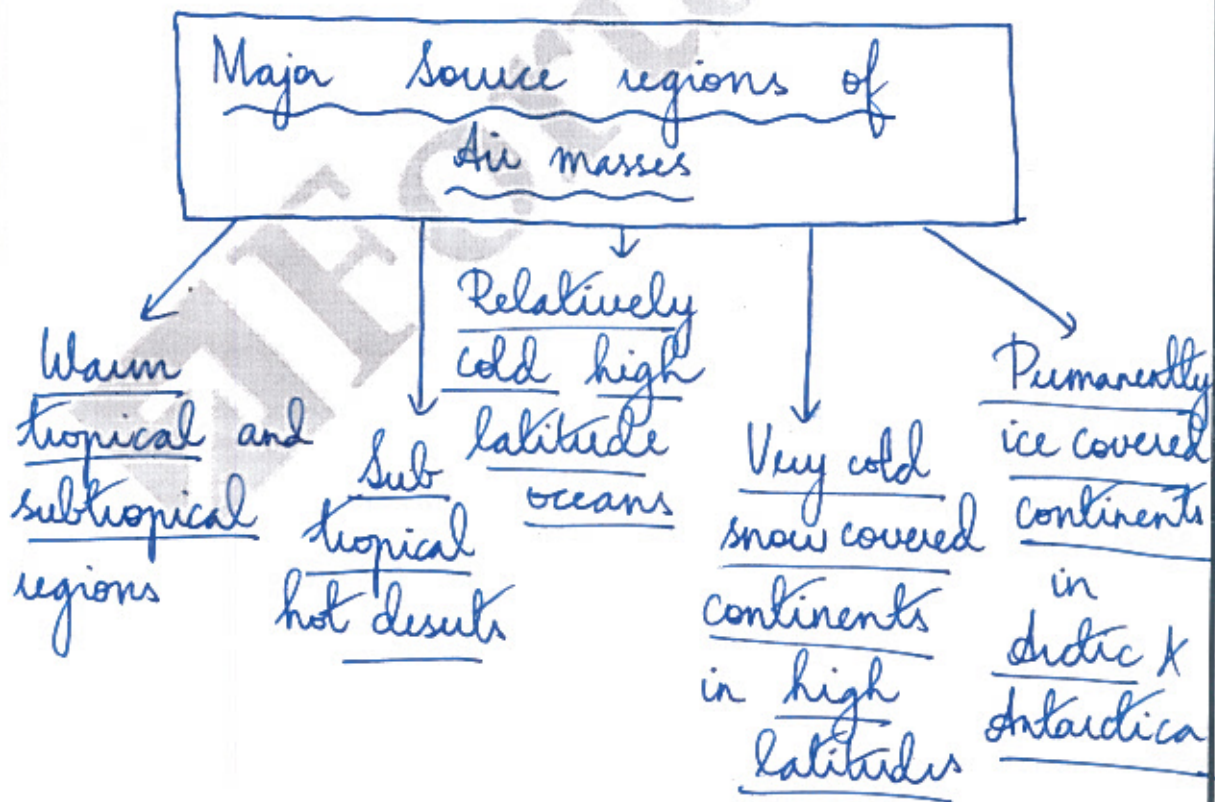 Major Source regions of
Air masses
Warm
tropical and
subtropical
regions
Sub
tropical
hot deserts
Relatively
cold high
latitude
oceans
Very cold
snow covered
continents
in high
latitudes
Permanently
ice covered
continents
in
Arctic &
Antarctica